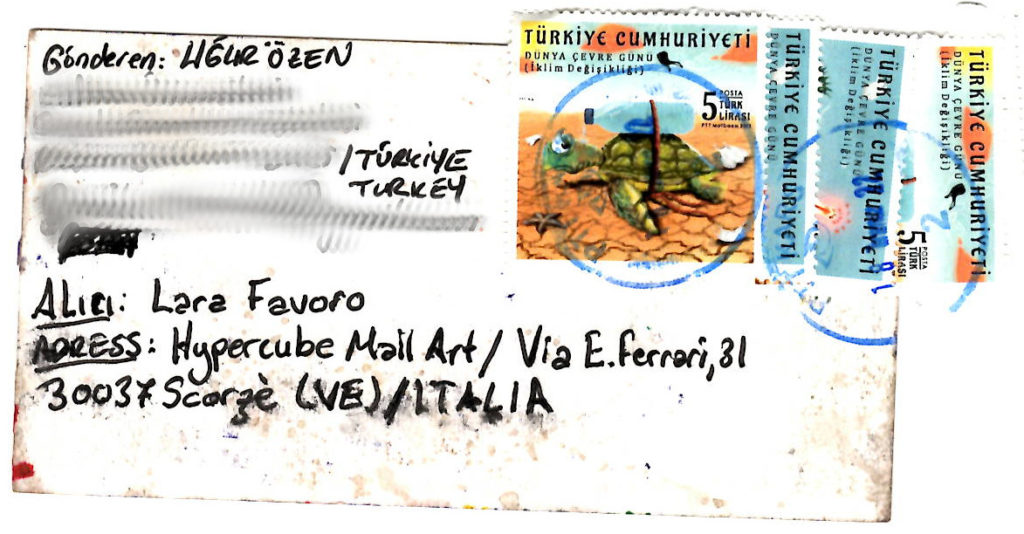 Gönderen: UĞUR ÖZEN
/TÜRKİYE
TURKEY
ALICI: Lara Favoro
ADRESS: Hypercube Mail Art / Via E. Ferrari, 31
30037 Scorzè (VE) / ITALIA
TÜRKİYE CUMHURİYETİ
DÜNYA ÇEVRE GÜNÜ
(İklim Değişikliği)
5 POSTA
TÜRK
LİRASI
TÜRKİYE CUMHURİYETİ
DÜNYA ÇEVRE GÜNÜ
TÜRKİYE CUMHURİYETİ
DÜNYA ÇEVRE GÜNÜ
(İklim Değişikliği)
TÜRKİYE CUMHURİYETİ
DÜNYA ÇEVRE GÜNÜ
(İklim Değişikliği)
5 POSTA
TÜRK
LİRASI